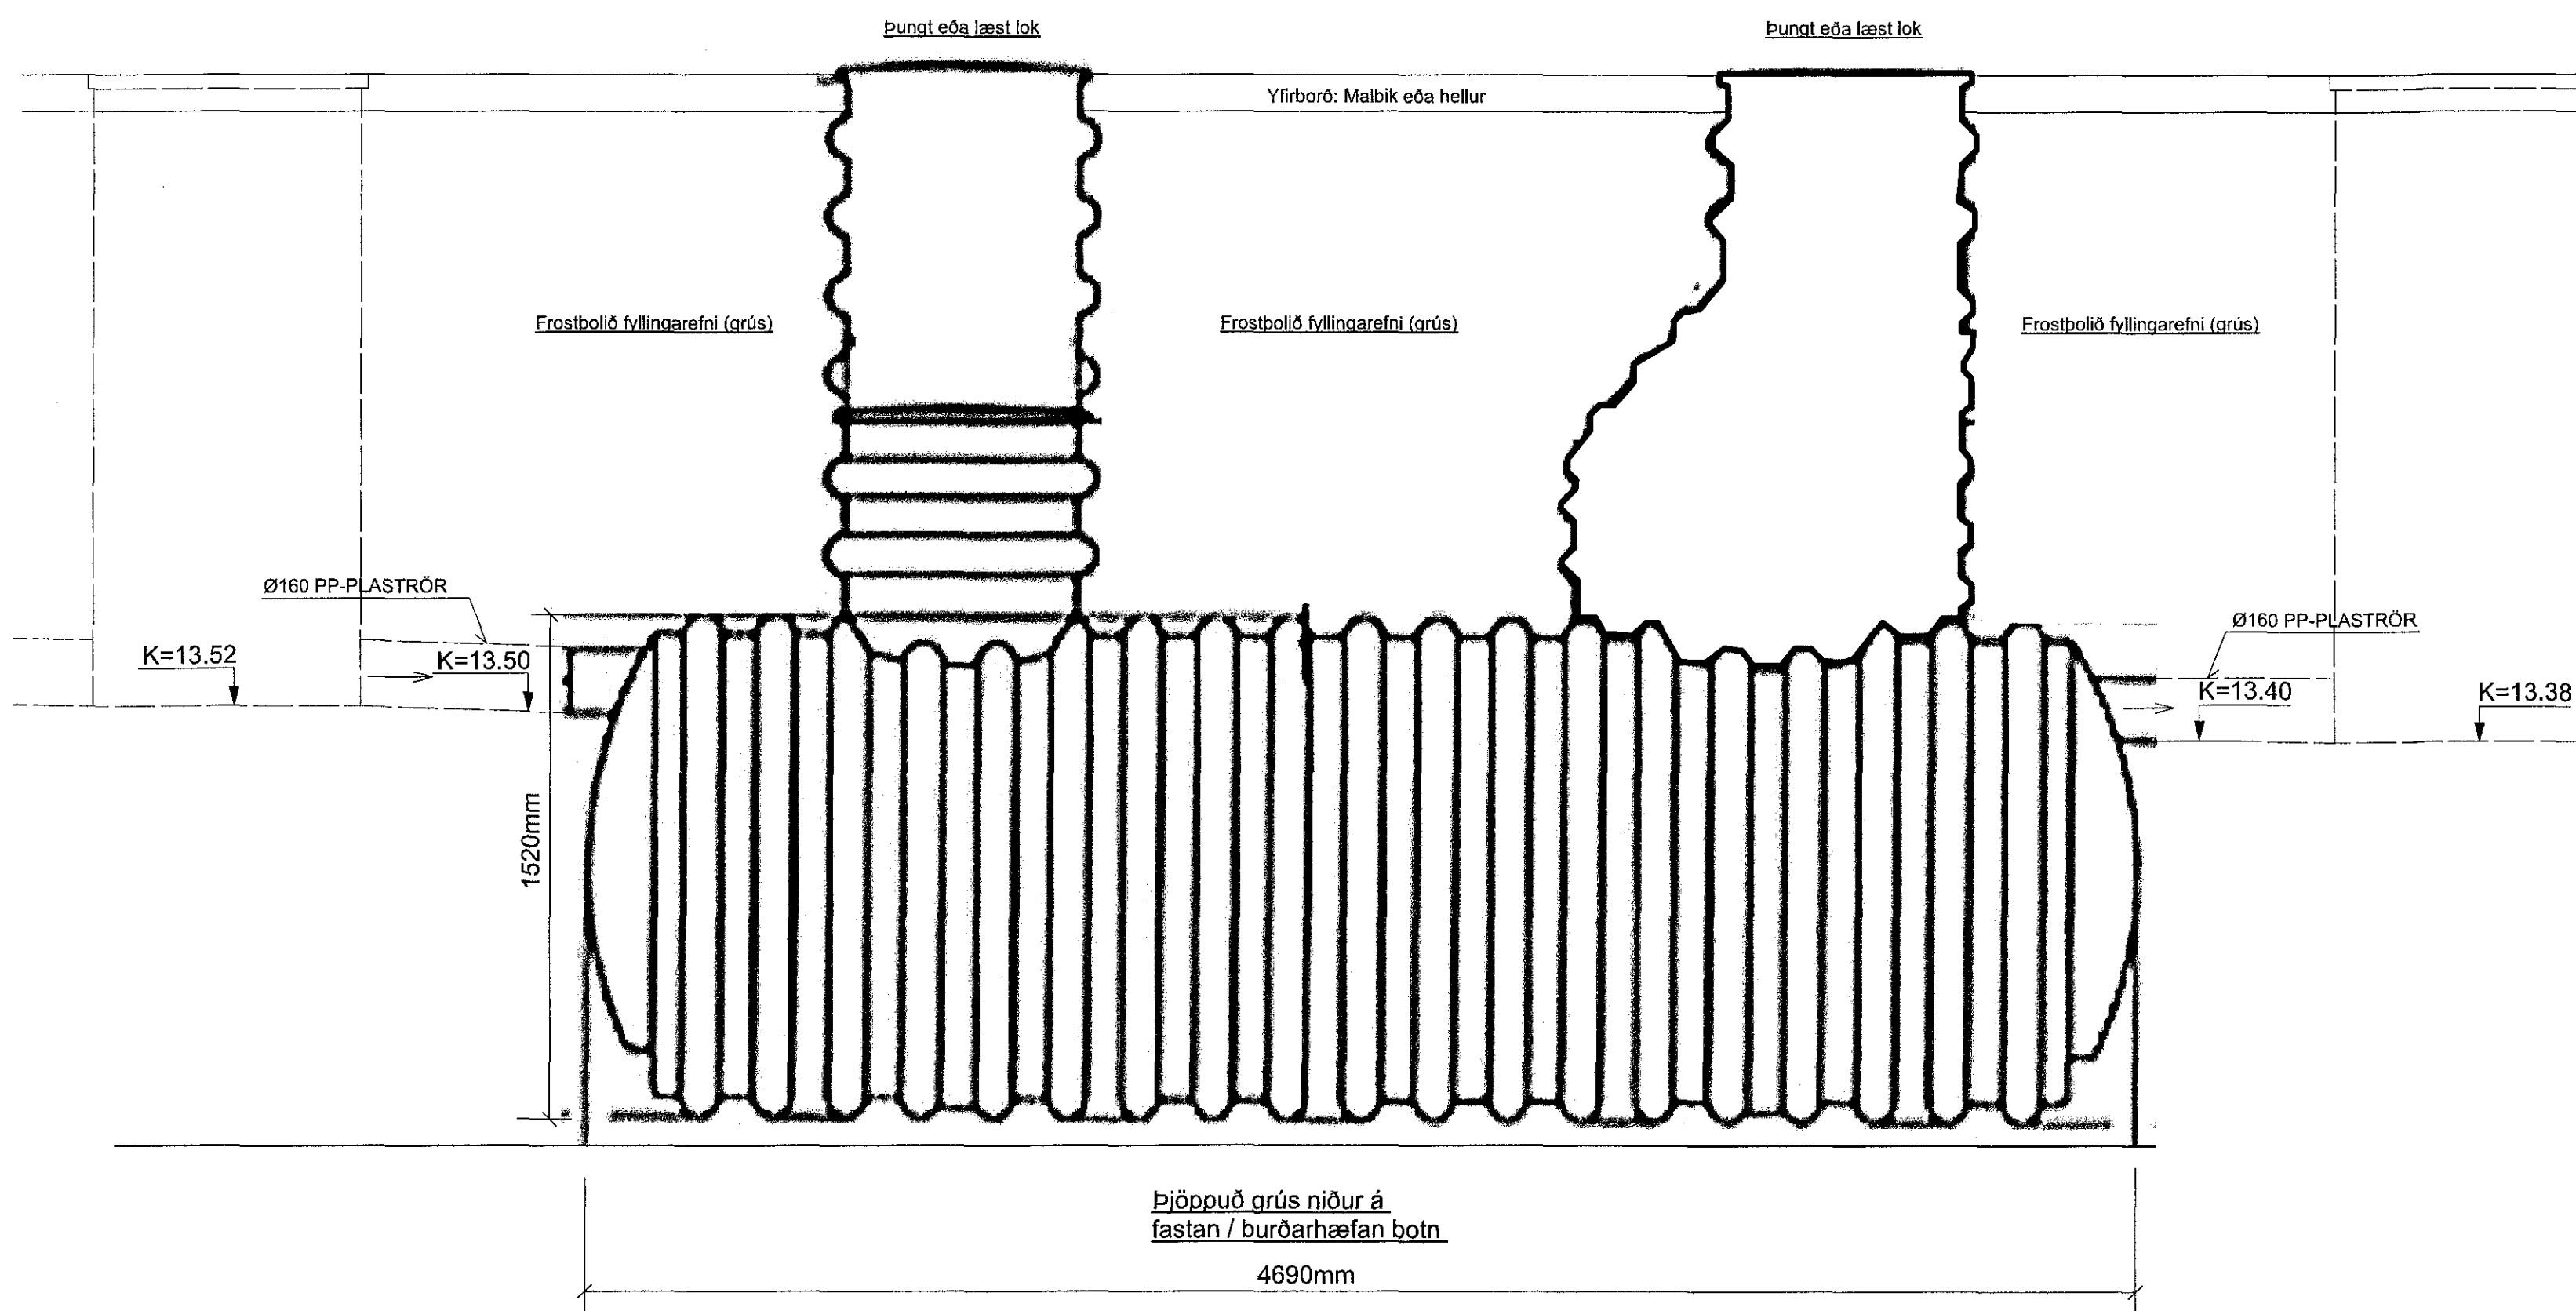 Þungt eða læst lok
Þungt eða læst lok
Yfirborð: Malbik eða hellur
Frostþolið fyllingarefni (grús)
Frostþolið fyllingarefni (grús)
Frostþolið fyllingarefni (grús)
Ø160 PP-PLASTRÖR
Ø160 PP-PLASTRÖR
K=13.52
K=13.50
K=13.40
K=13.38
1520mm
Þjöppuð grús niður á
fastan / burðarhæfan botn
4690mm